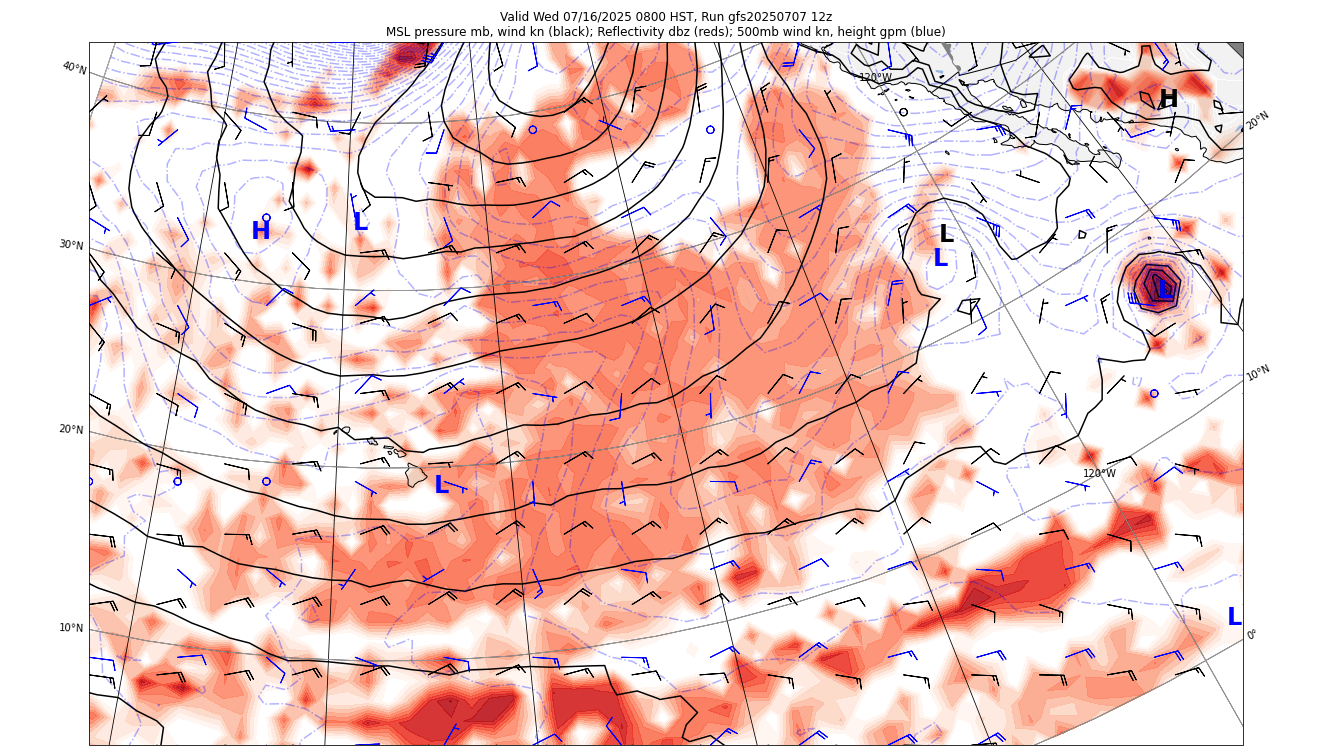 Valid Wed 07/16/2025 0800 HST, Run gfs20250707 12z
MSL pressure mb, wind kn (black); Reflectivity dbz (reds); 500mb wind kn, height gpm (blue)
40°N
120°W
H
20°N
H
L
30°N
L
L
L
10°N
20°N
120°W
L
10°N
L
0°